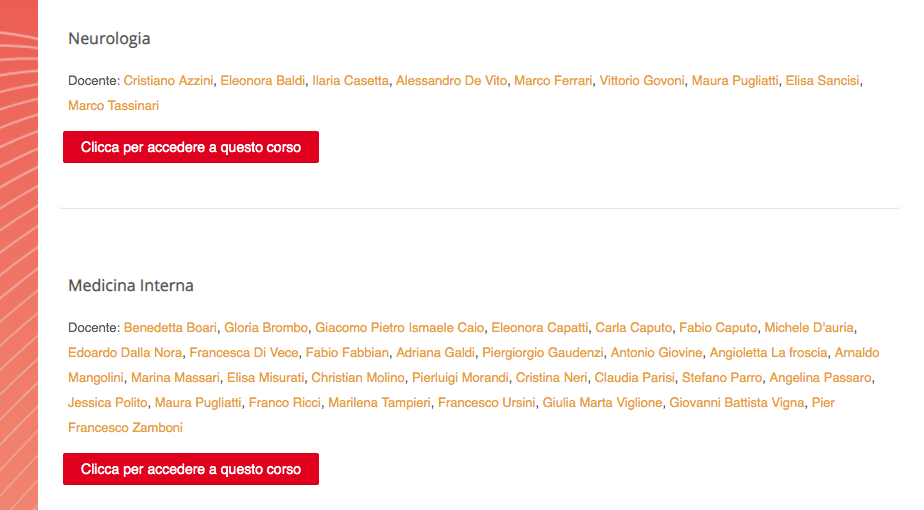 Neurologia
Docente: Cristiano Azzini, Eleonora Baldi, Ilaria Casetta, Alessandro De Vito, Marco Ferrari, Vittorio Govoni, Maura Pugliatti, Elisa Sancisi,
Marco Tassinari
Clicca per accedere a questo corso
Medicina Interna
Docente: Benedetta Boari, Gloria Brombo, Giacomo Pietro Ismaele Caio, Eleonora Capatti, Carla Caputo, Fabio Caputo, Michele D'auria,
Edoardo Dalla Nora, Francesca Di Vece, Fabio Fabbian, Adriana Galdi, Piergiorgio Gaudenzi, Antonio Giovine, Angioletta La froscia, Arnaldo
Mangolini, Marina Massari, Elisa Misurati, Christian Molino, Pierluigi Morandi, Cristina Neri, Claudia Parisi, Stefano Parro, Angelina Passaro,
Jessica Polito, Maura Pugliatti, Franco Ricci, Marilena Tampieri, Francesco Ursini, Giulia Marta Viglione, Giovanni Battista Vigna, Pier
Francesco Zamboni
Clicca per accedere a questo corso